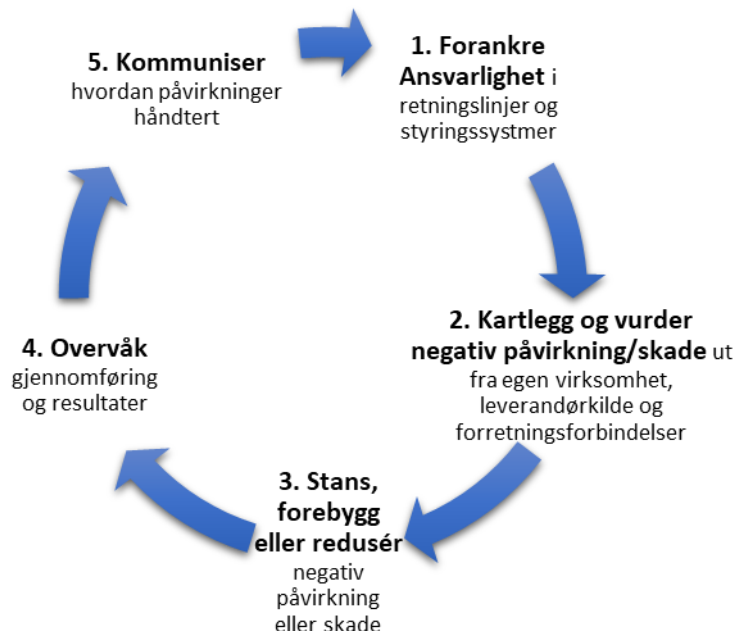 1. Forankre
Ansvarlighet i
retningslinjer og
styringssystmer
2. Kartlegg og vurder
negativ påvirkning/skade ut
fra egen virksomhet,
leverandørkilde og
forretningsforbindelser
3. Stans,
forebygg
eller redusér
negativ
påvirkning
eller skade
4. Overvåk
gjennomføring
og resultater
5. Kommuniser
hvordan påvirkninger
håndtert